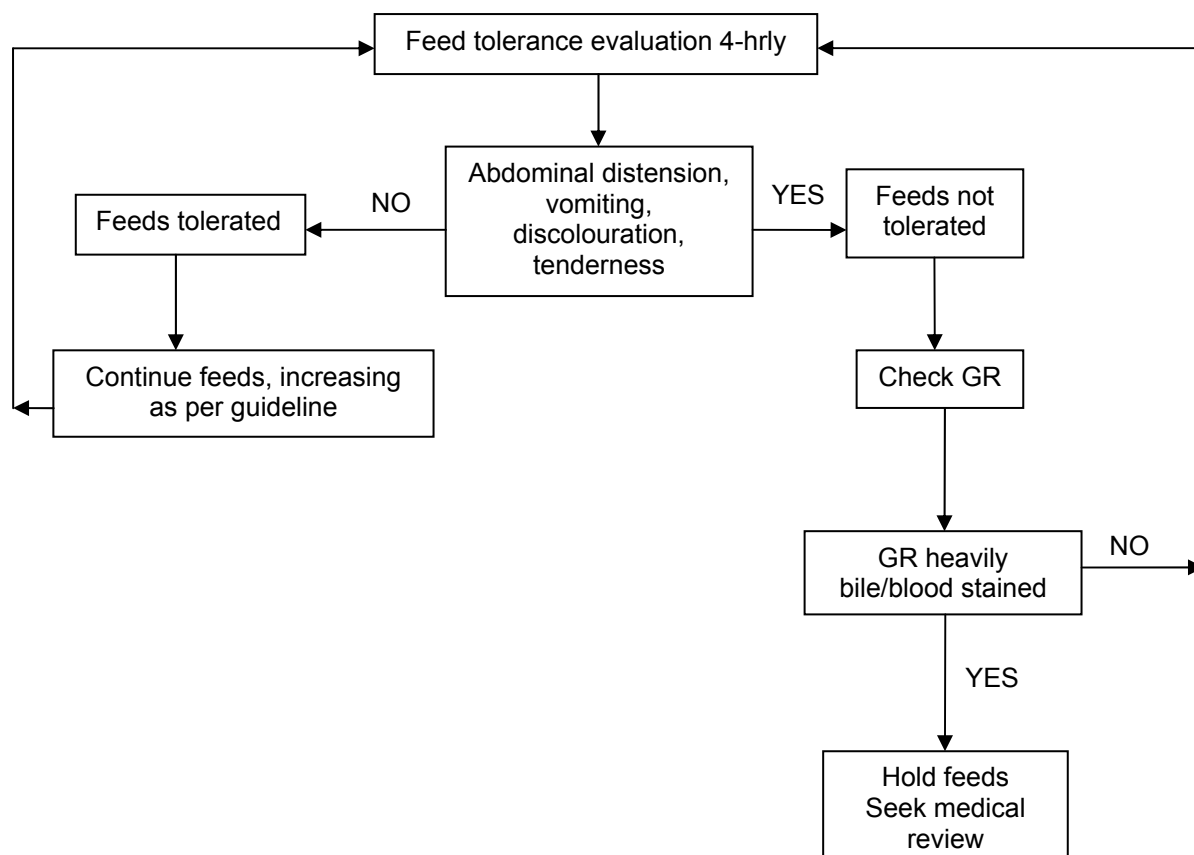 Feed tolerance evaluation 4-hrly
Abdominal distension,
vomiting,
discolouration,
tenderness
NO
YES
Feeds tolerated
Feeds not
tolerated
Continue feeds, increasing
as per guideline
Check GR
GR heavily
bile/blood stained
NO
YES
Hold feeds
Seek medical
review